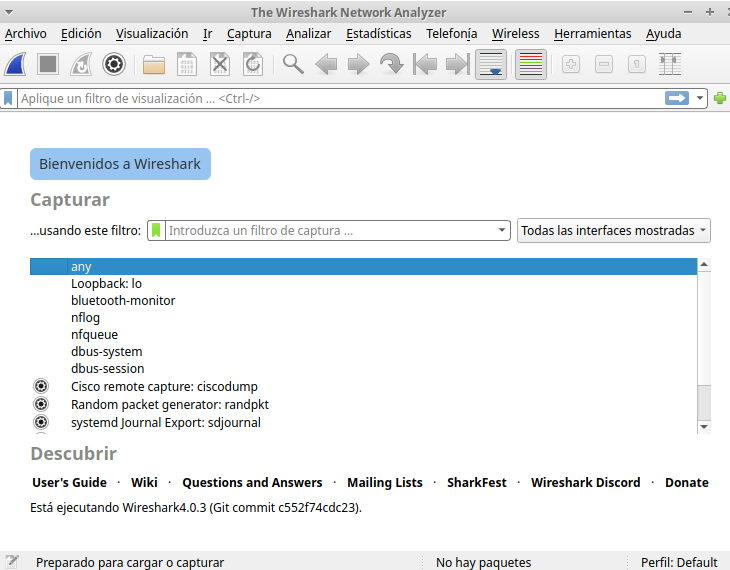 The Wireshark Network Analyzer
Archivo Edición Visualización Ir Captura Analizar Estadísticas Telefonía Wireless Herramientas Ayuda
Aplique un filtro de visualización ... <Ctrl-/>
Bienvenidos a Wireshark
Capturar
...usando este filtro: Introduzca un filtro de captura ... Todas las interfaces mostradas
any
Loopback: lo
bluetooth-monitor
nflog
nfqueue
dbus-system
dbus-session
Cisco remote capture: ciscodump
Random packet generator: randpkt
systemd Journal Export: sdjournal
Descubrir
User's Guide · Wiki · Questions and Answers · Mailing Lists · SharkFest · Wireshark Discord · Donate
Está ejecutando Wireshark4.0.3 (Git commit c552f74cdc23).
Preparado para cargar o capturar No hay paquetes Perfil: Default